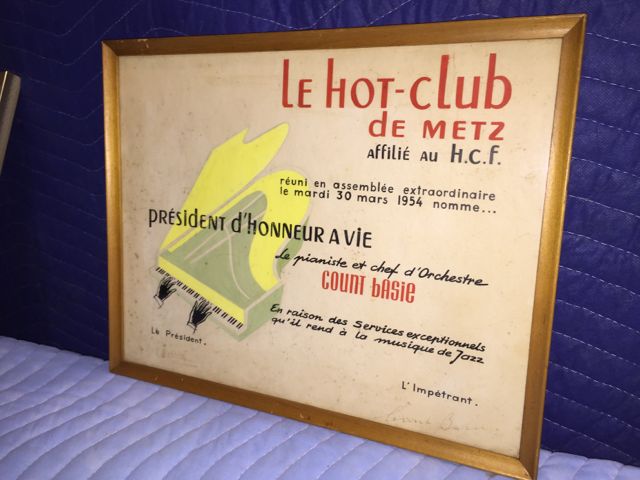 LE HOT-CLUB
DE METZ
AFFILIÉ AU H.C.F.
réuni en assemblée extraordinaire
le mardi 30 mars 1954 nomme...
PRÉSIDENT D'HONNEUR A VIE
Le pianiste et chef d'Orchestre
COUNT BASIE
En raison des Services exceptionnels
qu'il rend à la musique de Jazz
Le Président.
L'Impétrant.